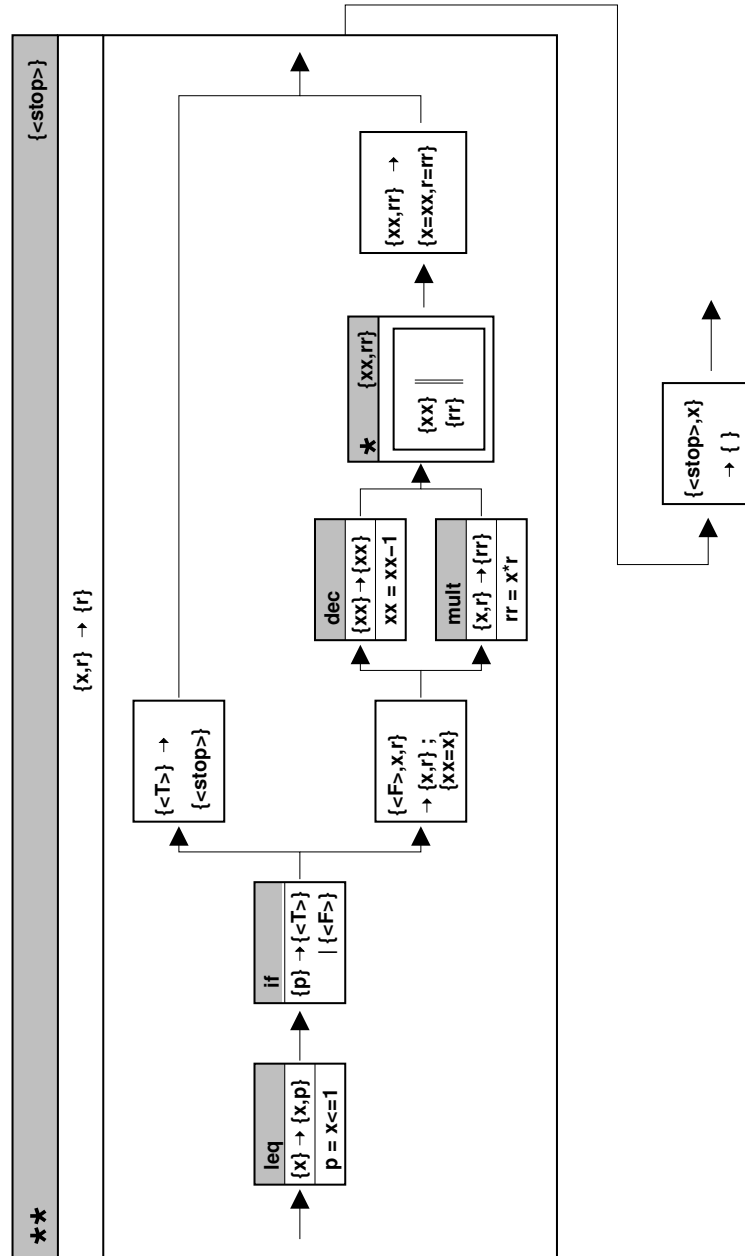 ** {<stop>}
{x,r} → {r}
leq
{x} → {x,p}
p = x<=1
if
{p} → {<T>}
| {<F>}
{<T>} →
{<stop>}
{<F>,x,r}
→ {x,r} ;
{xx=x}
dec
{xx} → {xx}
xx = xx−1
mult
{x,r} → {rr}
rr = x*r
* {xx,rr}
{xx}
{rr}
{xx,rr} →
{x=xx,r=rr}
{<stop>,x}
→ { }